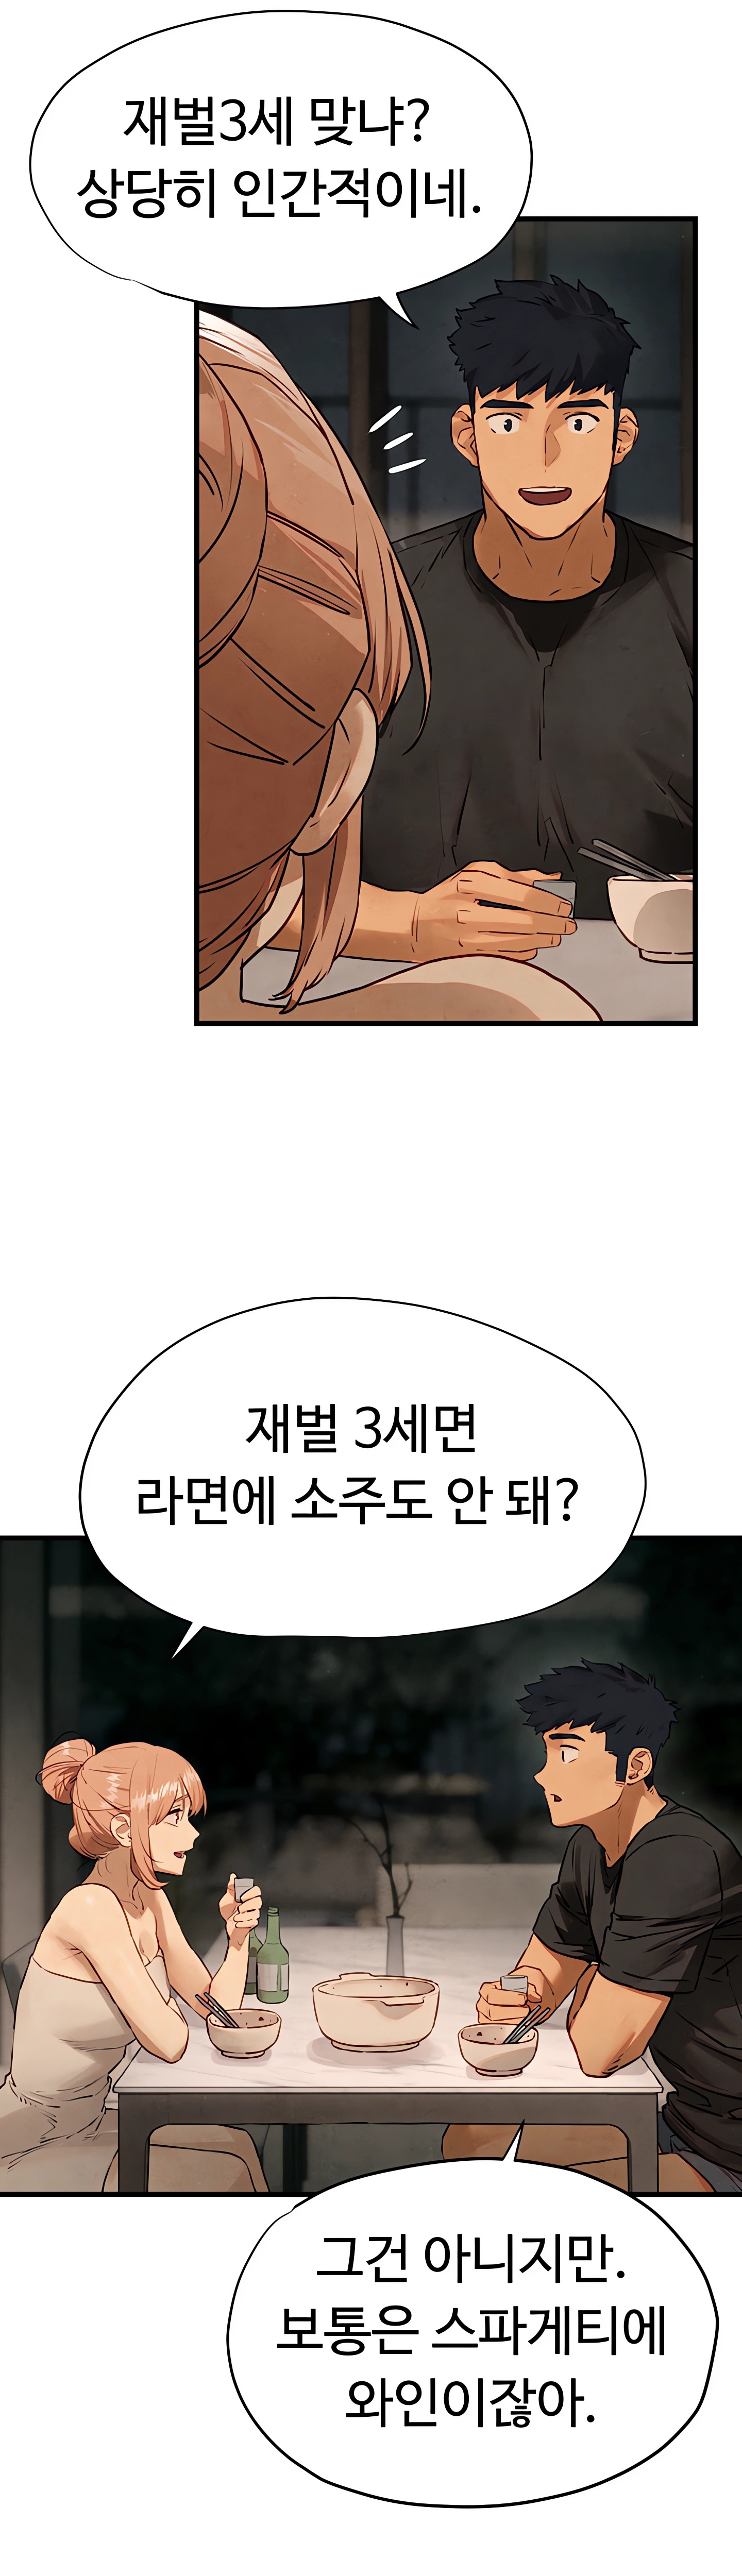 재벌3세 맞냐?
상당히 인간적이네.
재벌 3세면
라면에 소주도 안 돼?
그건 아니지만.
보통은 스파게티에
와인이잖아.